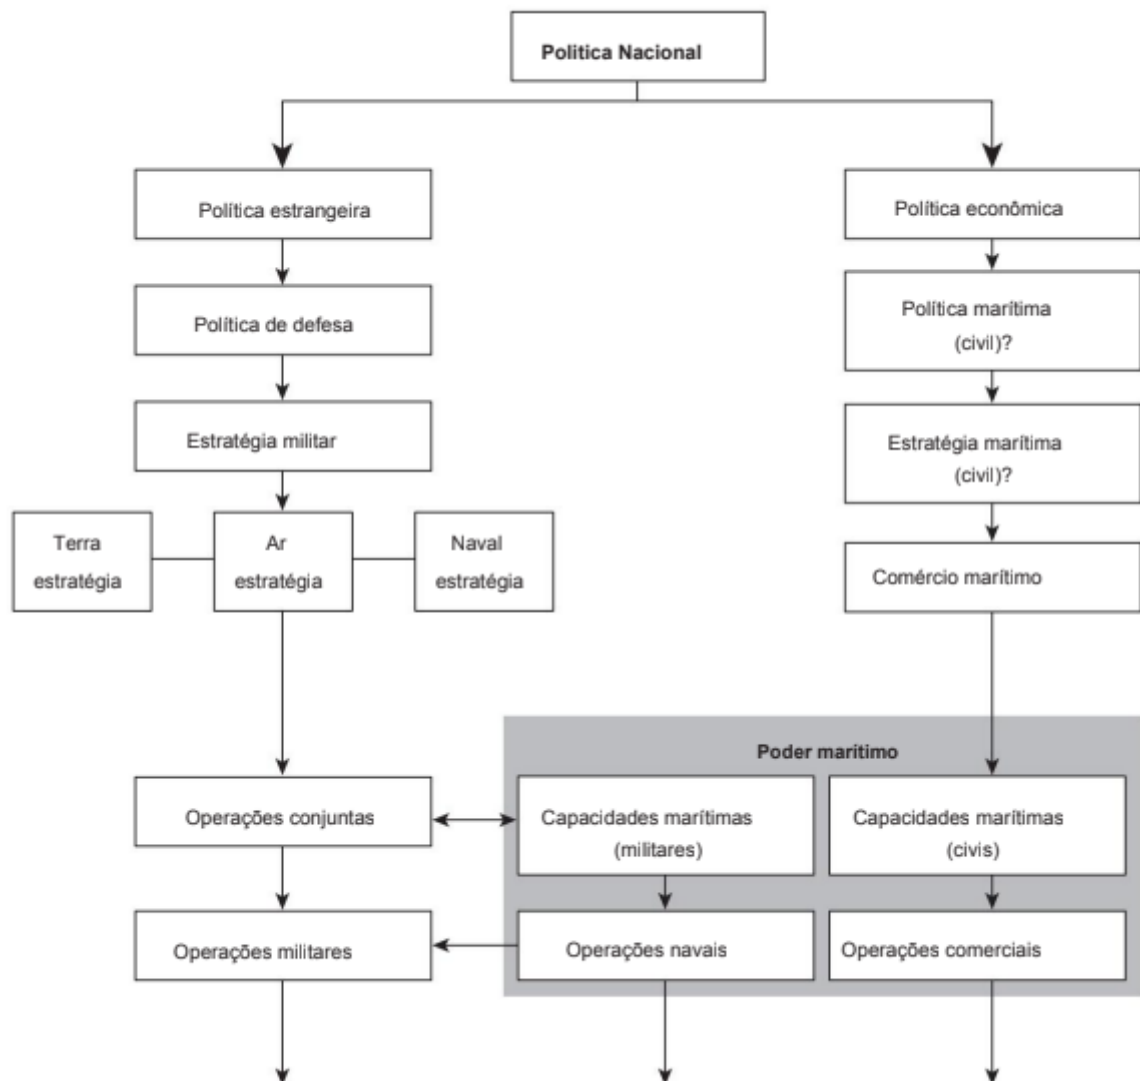 Politica Nacional
Política estrangeira
Política econômica
Política de defesa
Política marítima
(civil)?
Estratégia militar
Estratégia marítima
(civil)?
Terra
estratégia
Ar
estratégia
Naval
estratégia
Comércio marítimo
Poder marítimo
Operações conjuntas
Capacidades marítimas
(militares)
Capacidades marítimas
(civis)
Operações militares
Operações navais
Operações comerciais